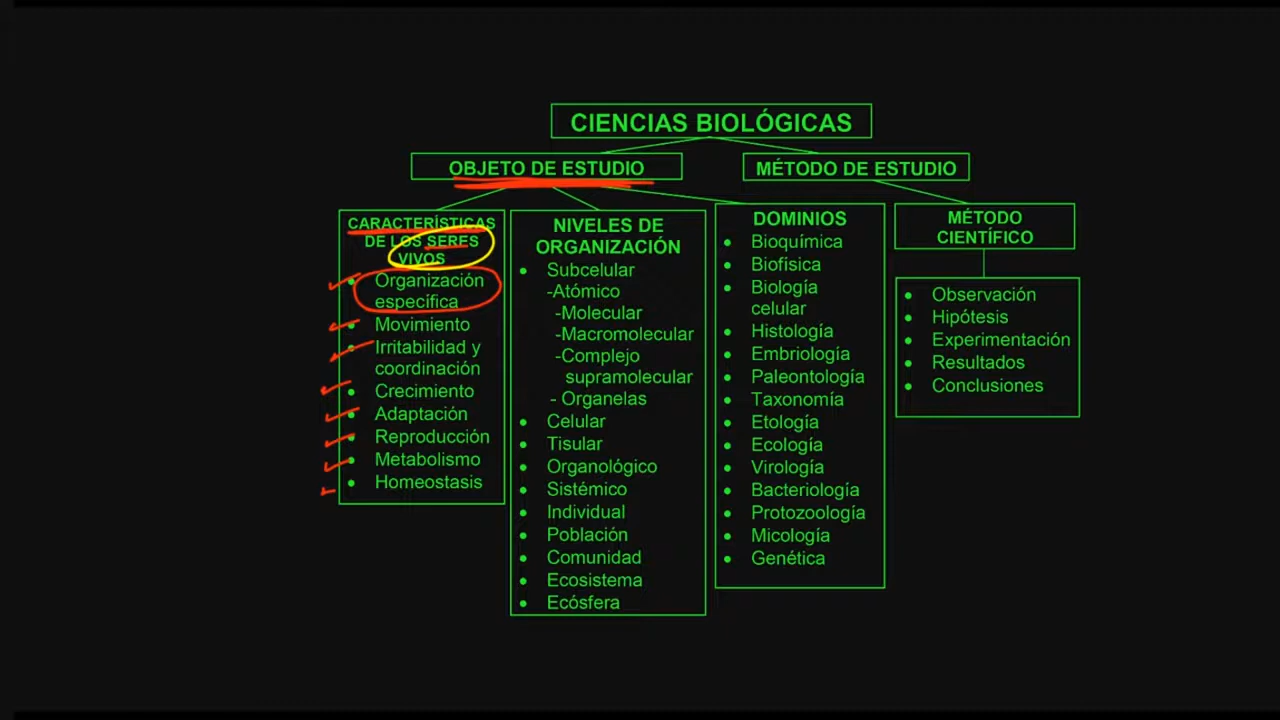 CIENCIAS BIOLÓGICAS
OBJETO DE ESTUDIO
MÉTODO DE ESTUDIO
CARACTERÍSTICAS
DE LOS SERES
VIVOS
• Organización
específica
• Movimiento
• Irritabilidad y
coordinación
• Crecimiento
• Adaptación
• Reproducción
• Metabolismo
• Homeostasis
NIVELES DE
ORGANIZACIÓN
• Subcelular
-Atómico
-Molecular
-Macromolecular
-Complejo
supramolecular
- Organelas
• Celular
• Tisular
• Organológico
• Sistémico
• Individual
• Población
• Comunidad
• Ecosistema
• Ecósfera
DOMINIOS
• Bioquímica
• Biofísica
• Biología
celular
• Histología
• Embriología
• Paleontología
• Taxonomía
• Etología
• Ecología
• Virología
• Bacteriología
• Protozoología
• Micología
• Genética
MÉTODO
CIENTÍFICO
• Observación
• Hipótesis
• Experimentación
• Resultados
• Conclusiones